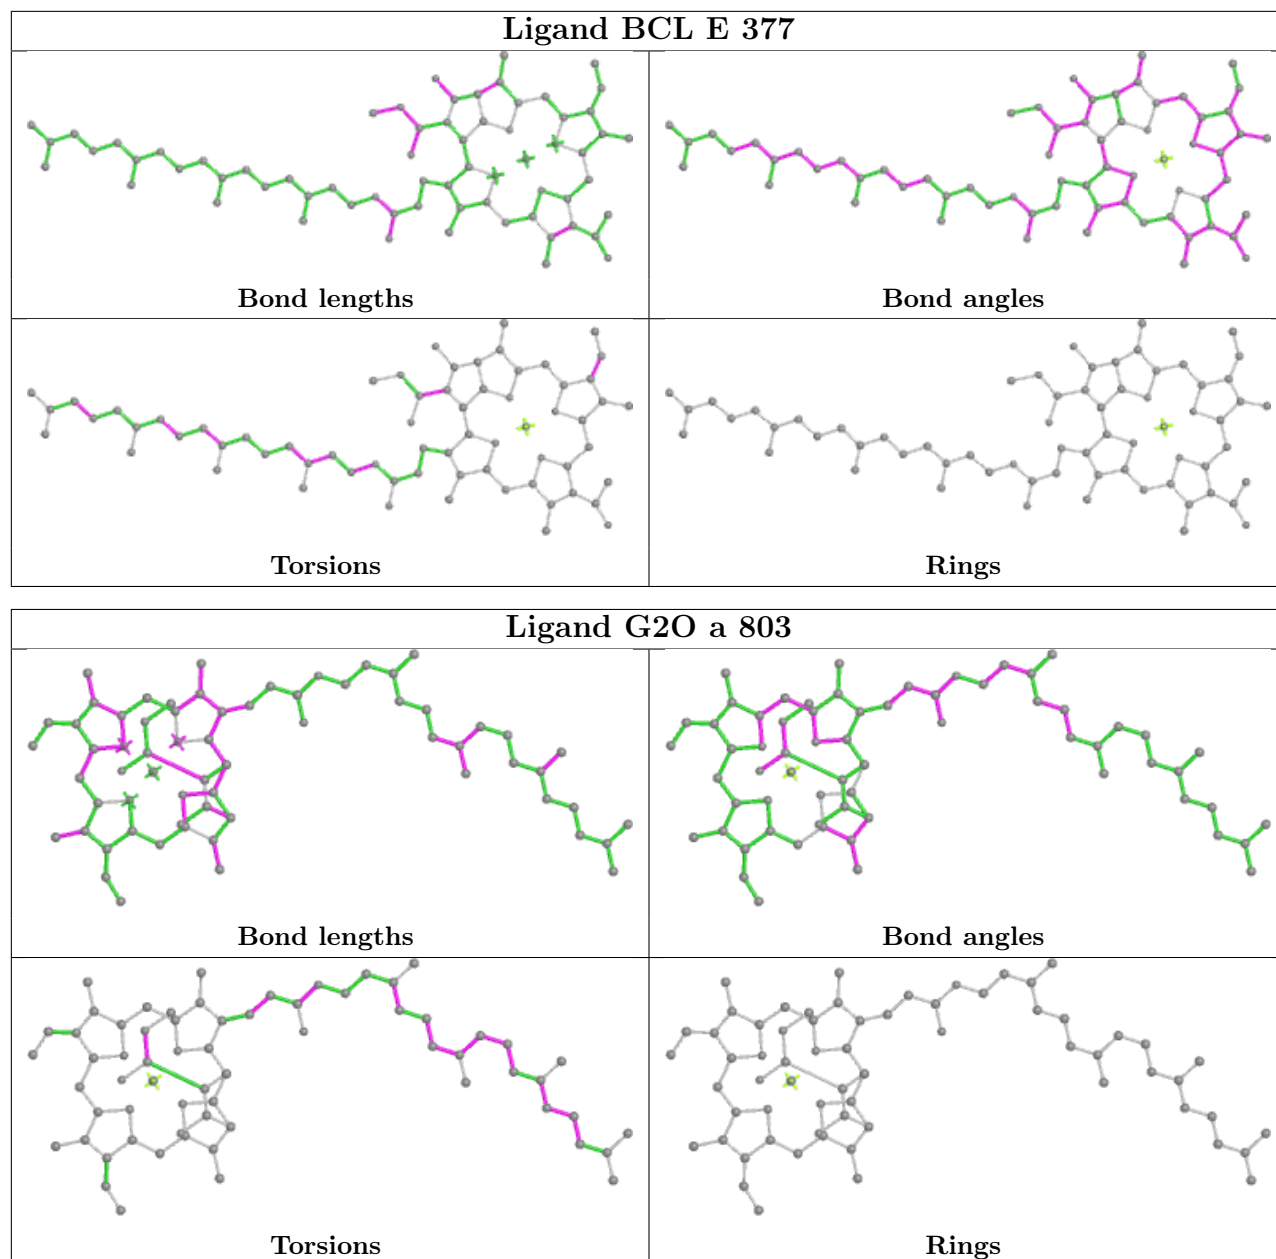 Ligand BCL E 377
Bond lengths
Bond angles
Torsions
Rings
Ligand G2O a 803
Bond lengths
Bond angles
Torsions
Rings